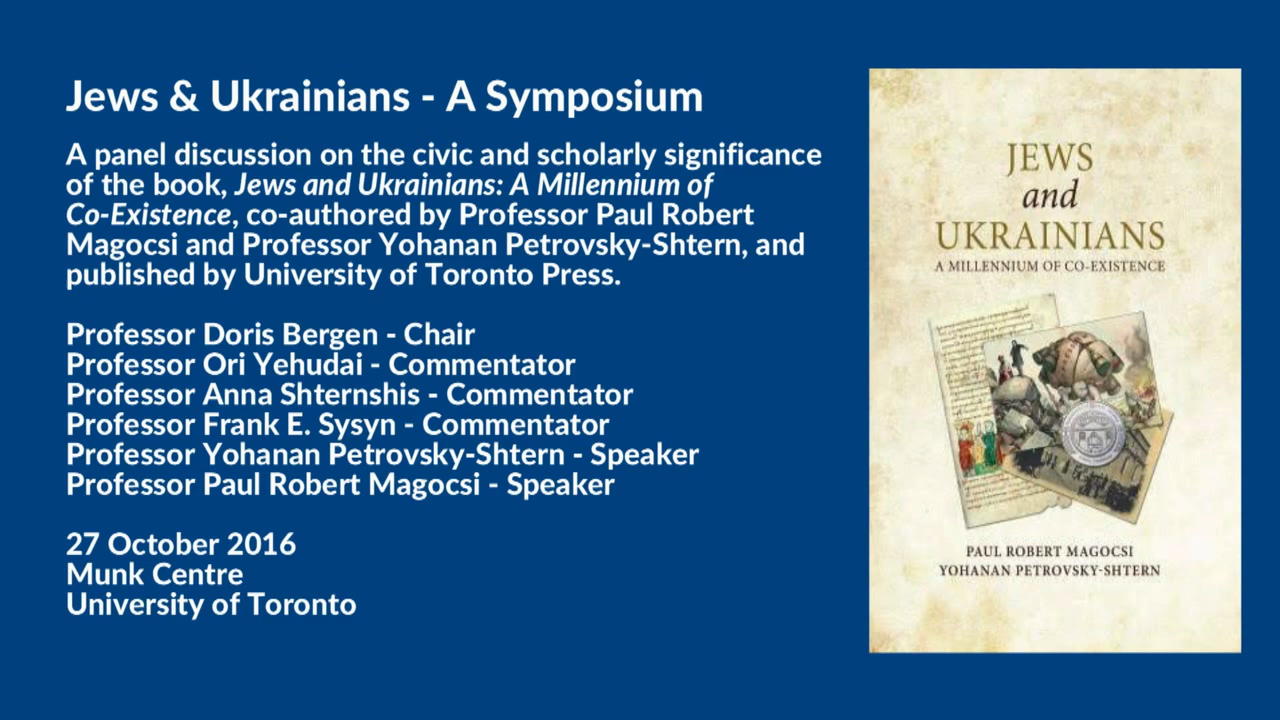 Jews & Ukrainians - A Symposium
A panel discussion on the civic and scholarly significance
of the book, Jews and Ukrainians: A Millennium of
Co-Existence, co-authored by Professor Paul Robert
Magocsi and Professor Yohanan Petrovsky-Shtern, and
published by University of Toronto Press.
Professor Doris Bergen - Chair
Professor Ori Yehudai - Commentator
Professor Anna Shternshis - Commentator
Professor Frank E. Sysyn - Commentator
Professor Yohanan Petrovsky-Shtern - Speaker
Professor Paul Robert Magocsi - Speaker
27 October 2016
Munk Centre
University of Toronto
JEWS
and
UKRAINIANS
A MILLENNIUM OF CO-EXISTENCE
PAUL ROBERT MAGOCSI
YOHANAN PETROVSKY-SHTERN